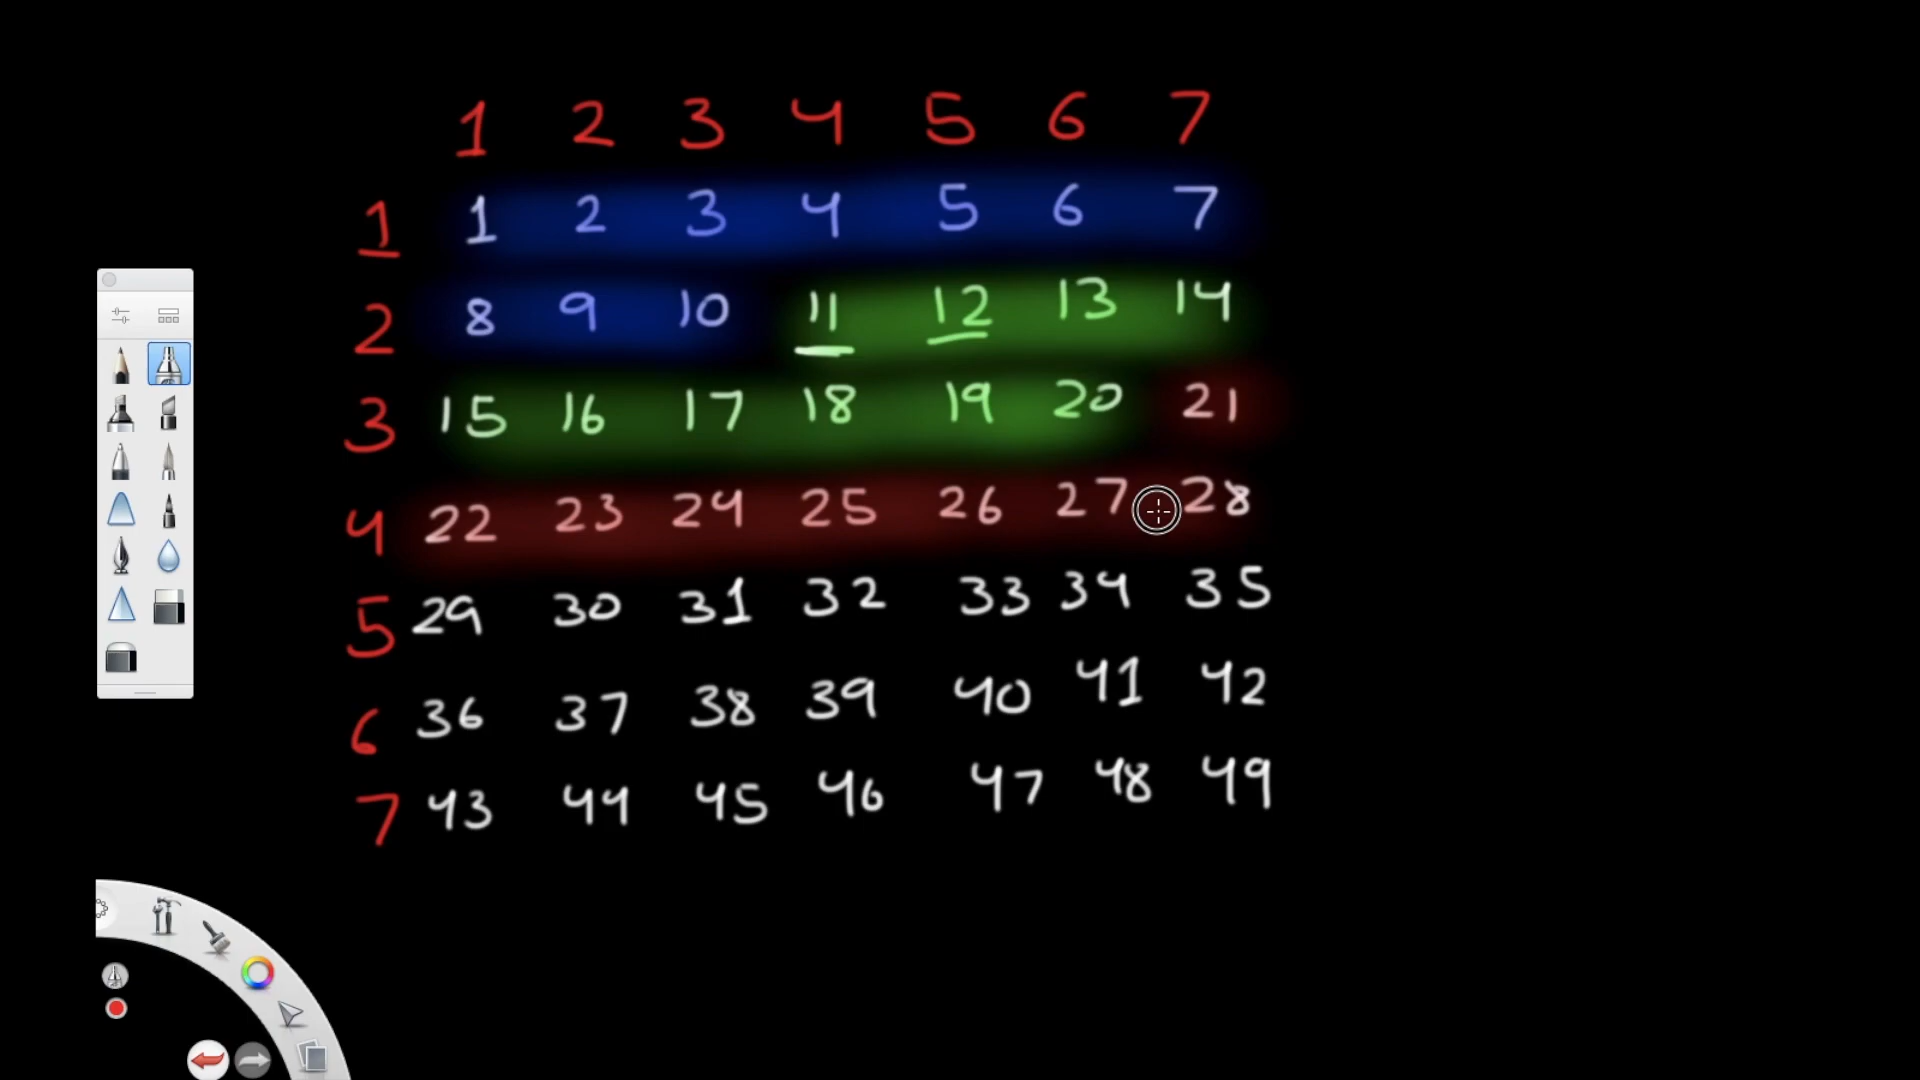 1 2 3 4 5 6 7
1 1 2 3 4 5 6 7
2 8 9 10 11 12 13 14
3 15 16 17 18 19 20 21
4 22 23 24 25 26 27 28
5 29 30 31 32 33 34 35
6 36 37 38 39 40 41 42
7 43 44 45 46 47 48 49